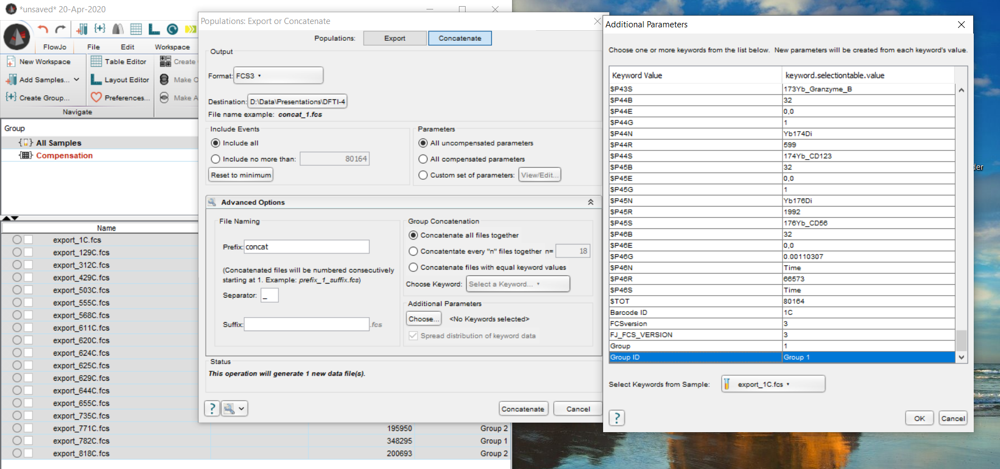 *unsaved* 20-Apr-2020
FlowJo
File
Edit
Workspace
New Workspace
Table Editor
Create
Add Samples...
Layout Editor
Make C
Create Group...
Preferences...
Make A
Navigate
Group
{ } All Samples
{ } Compensation
Name
export_1C.fcs
export_129C.fcs
export_312C.fcs
export_429C.fcs
export_503C.fcs
export_555C.fcs
export_568C.fcs
export_611C.fcs
export_620C.fcs
export_624C.fcs
export_625C.fcs
export_629C.fcs
export_644C.fcs
export_655C.fcs
export_735C.fcs
export_771C.fcs 195950 Group 2
export_782C.fcs 348295 Group 1
export_818C.fcs 200693 Group 2
Populations: Export or Concatenate
Populations: Export Concatenate
Output
Format: FCS3
Destination: D:\Data\Presentations\DFTI-4
File name example: concat_1.fcs
Include Events
Include all
Include no more than: 80164
Reset to minimum
Parameters
All uncompensated parameters
All compensated parameters
Custom set of parameters: View/Edit...
Advanced Options
File Naming
Prefix: concat
(Concatenated files will be numbered consecutively
starting at 1. Example: prefix_1_suffix.fcs)
Separator: _
Suffix: .fcs
Group Concatenation
Concatenate all files together
Concatentate every "n" files together n= 18
Concatenate files with equal keyword values
Choose Keyword: Select a Keyword...
Additional Parameters
Choose... <No Keywords selected>
Spread distribution of keyword data
Status
This operation will generate 1 new data file(s).
?
Concatenate
Cancel
Additional Parameters
Choose one or more keywords from the list below. New parameters will be created from each keyword's value.
Keyword Value keyword.selectiontable.value
$P43S 173Yb_Granzyme_B
$P44B 32
$P44E 0,0
$P44G 1
$P44N Yb174Di
$P44R 599
$P44S 174Yb_CD123
$P45B 32
$P45E 0,0
$P45G 1
$P45N Yb176Di
$P45R 1992
$P45S 176Yb_CD56
$P46B 32
$P46E 0,0
$P46G 0.00110307
$P46N Time
$P46R 66573
$P46S Time
$TOT 80164
Barcode ID 1C
FCSversion 3
FJ_FCS_VERSION 3
Group 1
Group ID Group 1
Select Keywords from Sample: export_1C.fcs
?
OK
Cancel
der